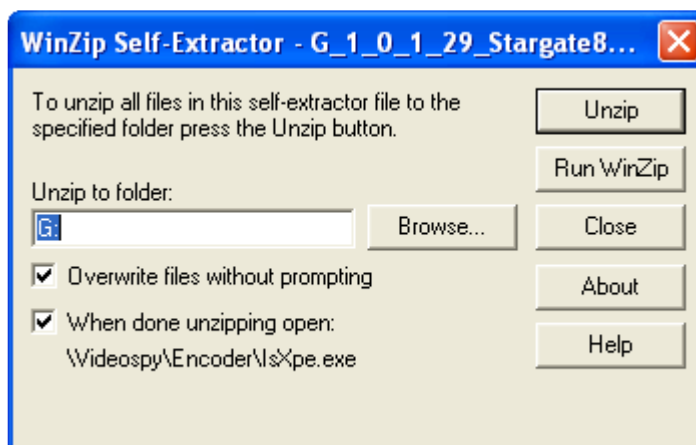 WinZip Self-Extractor - G_1_0_1_29_Stargate8...
To unzip all files in this self-extractor file to the
specified folder press the Unzip button.
Unzip to folder:
G:
Browse...
Overwrite files without prompting
When done unzipping open:
\Videospy\Encoder\IsXpe.exe
Unzip
Run WinZip
Close
About
Help